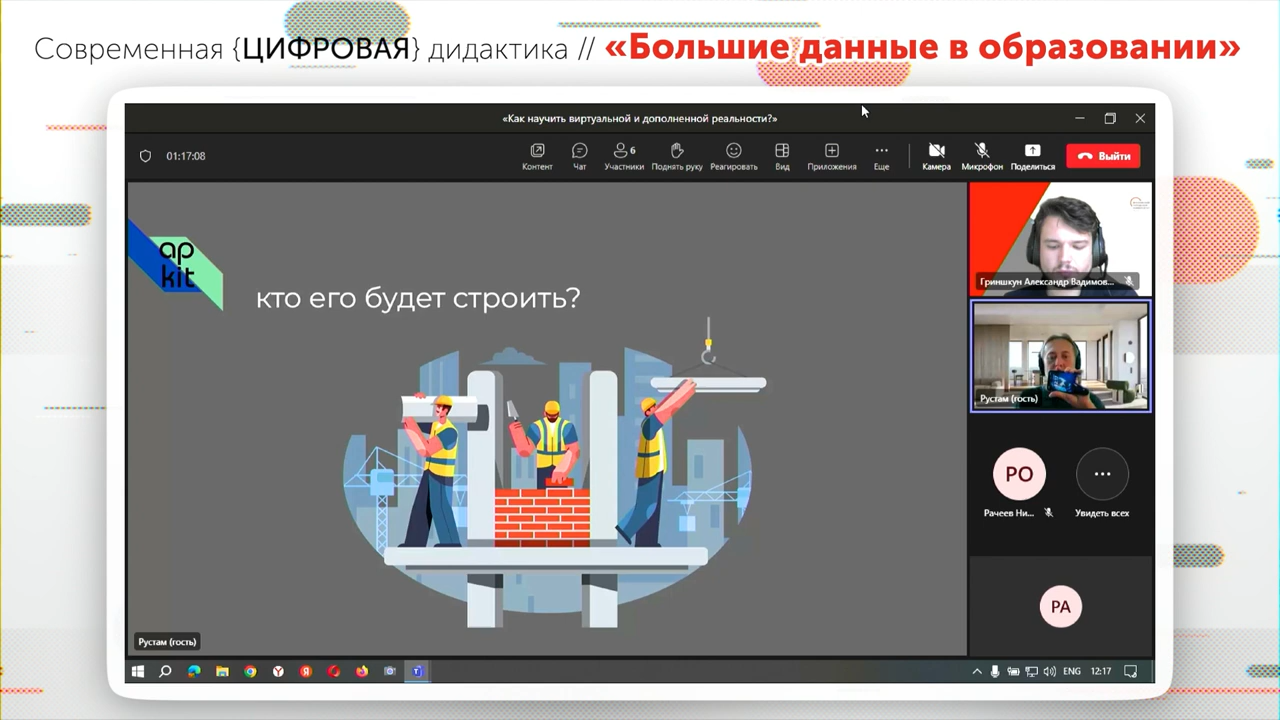 Современная {ЦИФРОВАЯ} дидактика // «Большие данные в образовании»
«Как научить виртуальной и дополненной реальности?»
01:17:08
Контент
Чат
6
Участники
Поднять руку
Реагировать
Вид
Приложения
Еще
Камера
Микрофон
Поделиться
Выйти
ap
kit
кто его будет строить?
Гриншкун Александр Вадимов...
Рустам (гость)
РО
Рачеев Ни...
Увидеть всех
РА
Рустам (гость)
ENG
12:17